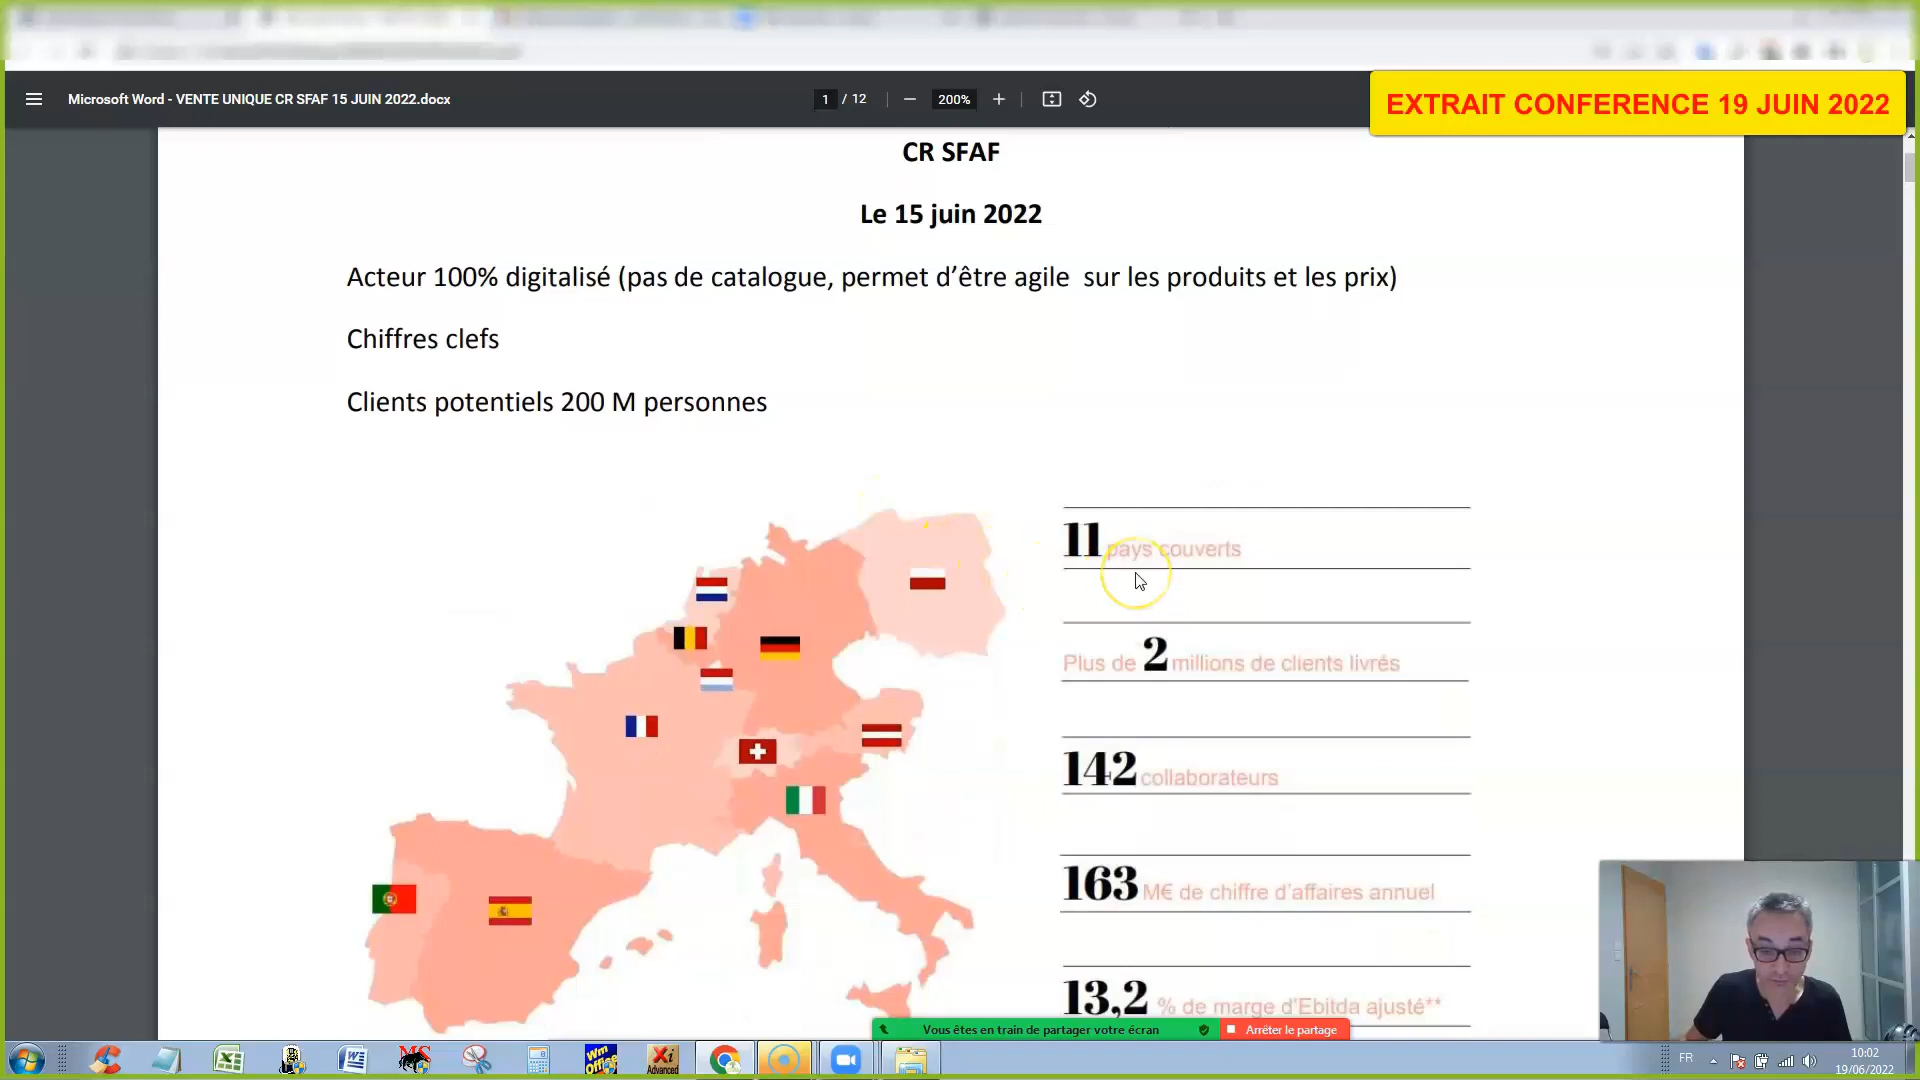 Microsoft Word - VENTE UNIQUE CR SFAF 15 JUIN 2022.docx
1 / 12
200%
EXTRAIT CONFERENCE 19 JUIN 2022
CR SFAF
Le 15 juin 2022
Acteur 100% digitalisé (pas de catalogue, permet d’être agile  sur les produits et les prix)
Chiffres clefs
Clients potentiels 200 M personnes
11 pays couverts
Plus de 2 millions de clients livrés
142 collaborateurs
163 M€ de chiffre d'affaires annuel
13,2 % de marge d'Ebitda ajusté**
Vous êtes en train de partager votre écran
Arrêter le partage
Wm Office
Xi Advanced
FR
10:02
19/06/2022